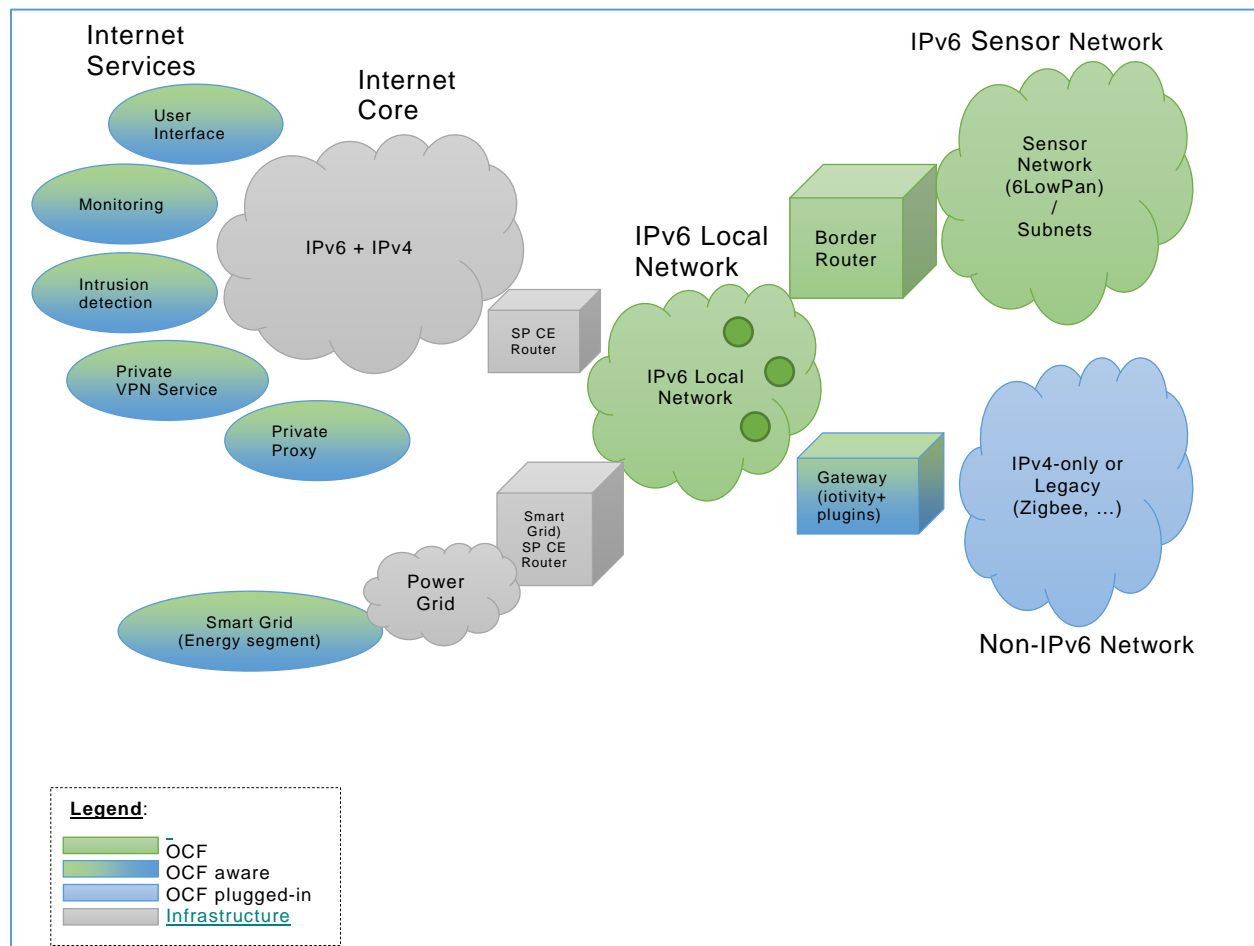 Internet
Services
Internet
Core
IPv6 Sensor Network
User
Interface
Monitoring
Intrusion
detection
Private
VPN Service
Private
Proxy
IPv6 + IPv4
SP CE
Router
IPv6 Local
Network
IPv6 Local
Network
Border
Router
Sensor
Network
(6LowPan)
/
Subnets
Gateway
(iotivity+
plugins)
IPv4-only or
Legacy
(Zigbee, ...)
Non-IPv6 Network
Smart
Grid)
SP CE
Router
Power
Grid
Smart Grid
(Energy segment)
Legend:
OCF
OCF aware
OCF plugged-in
Infrastructure